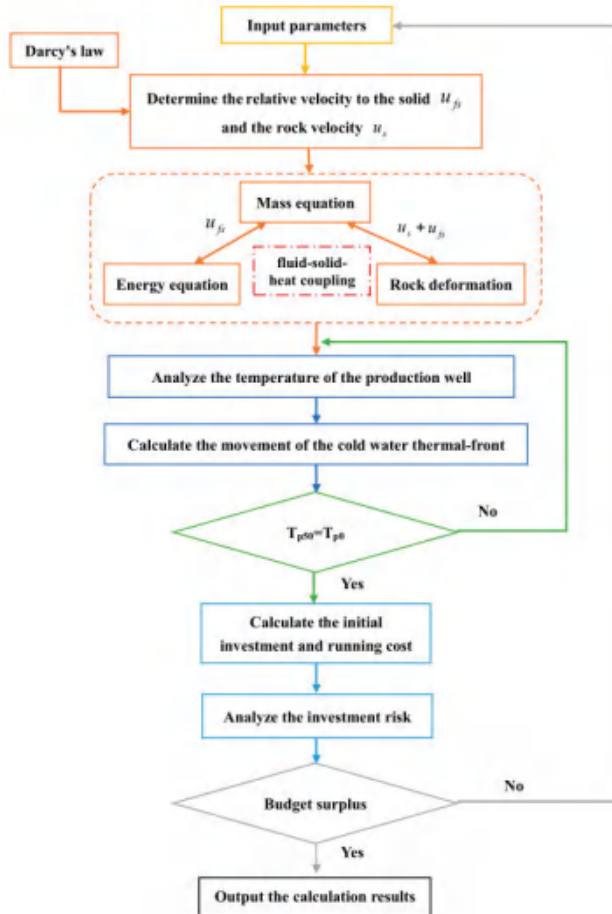 Input parameters
Darcy's law
Determine the relative velocity to the solid u_fs
and the rock velocity u_s
Mass equation
u_fs
u_s + u_fs
fluid-solid-
heat coupling
Energy equation
Rock deformation
Analyze the temperature of the production well
Calculate the movement of the cold water thermal-front
T_p50=T_p0
No
Yes
Calculate the initial
investment and running cost
Analyze the investment risk
Budget surplus
No
Yes
Output the calculation results